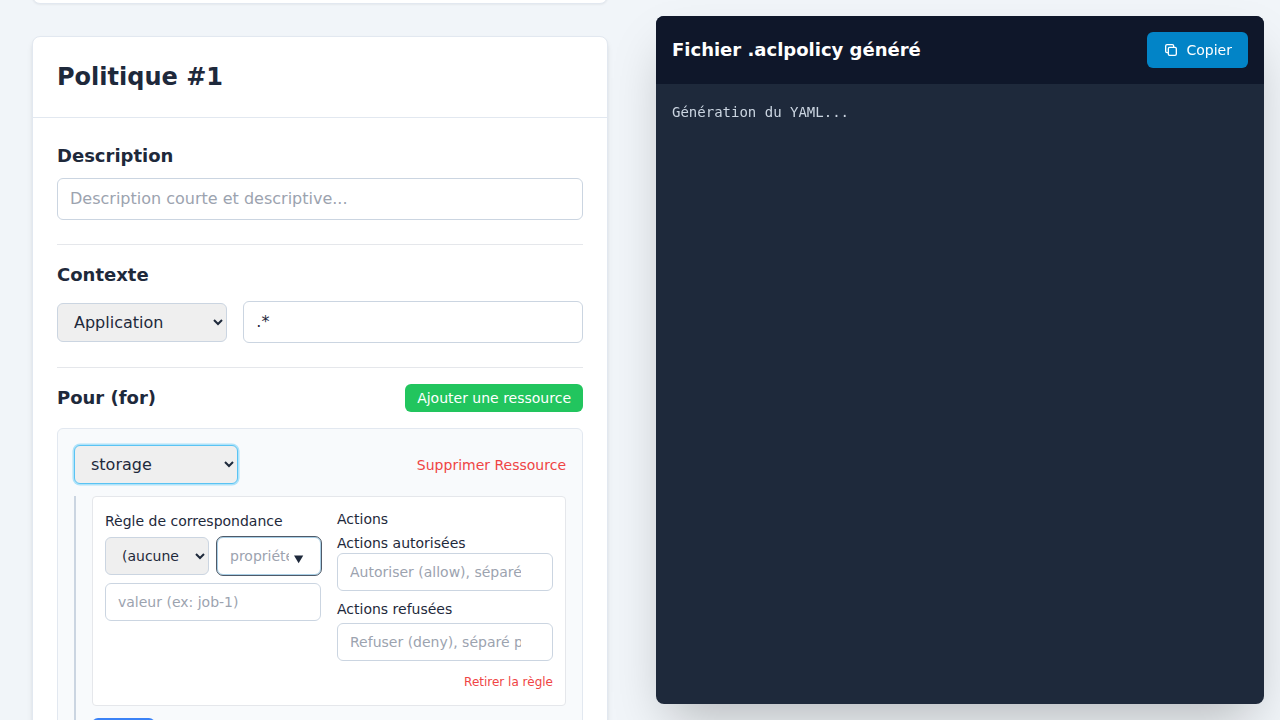 Politique #1
Description
Description courte et descriptive...
Contexte
Application
.*
Pour (for)
Ajouter une ressource
storage
Supprimer Ressource
Règle de correspondance
(aucune
propriété
valeur (ex: job-1)
Actions
Actions autorisées
Autoriser (allow), séparé
Actions refusées
Refuser (deny), séparé p
Retirer la règle
Fichier .aclpolicy généré
Copier
Génération du YAML...